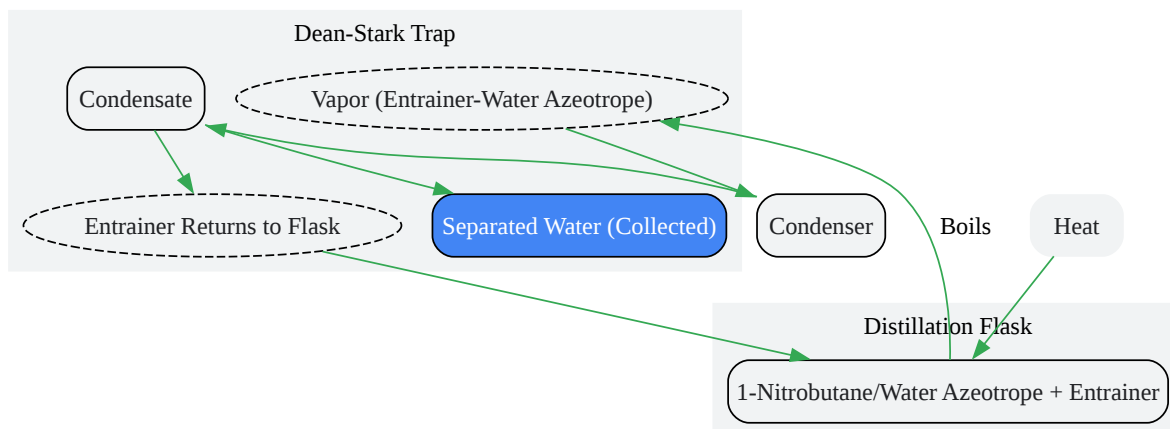 Dean-Stark Trap
Condensate
Vapor (Entrainer-Water Azeotrope)
Entrainer Returns to Flask
Separated Water (Collected)
Condenser
Boils
Heat
Distillation Flask
1-Nitrobutane/Water Azeotrope + Entrainer